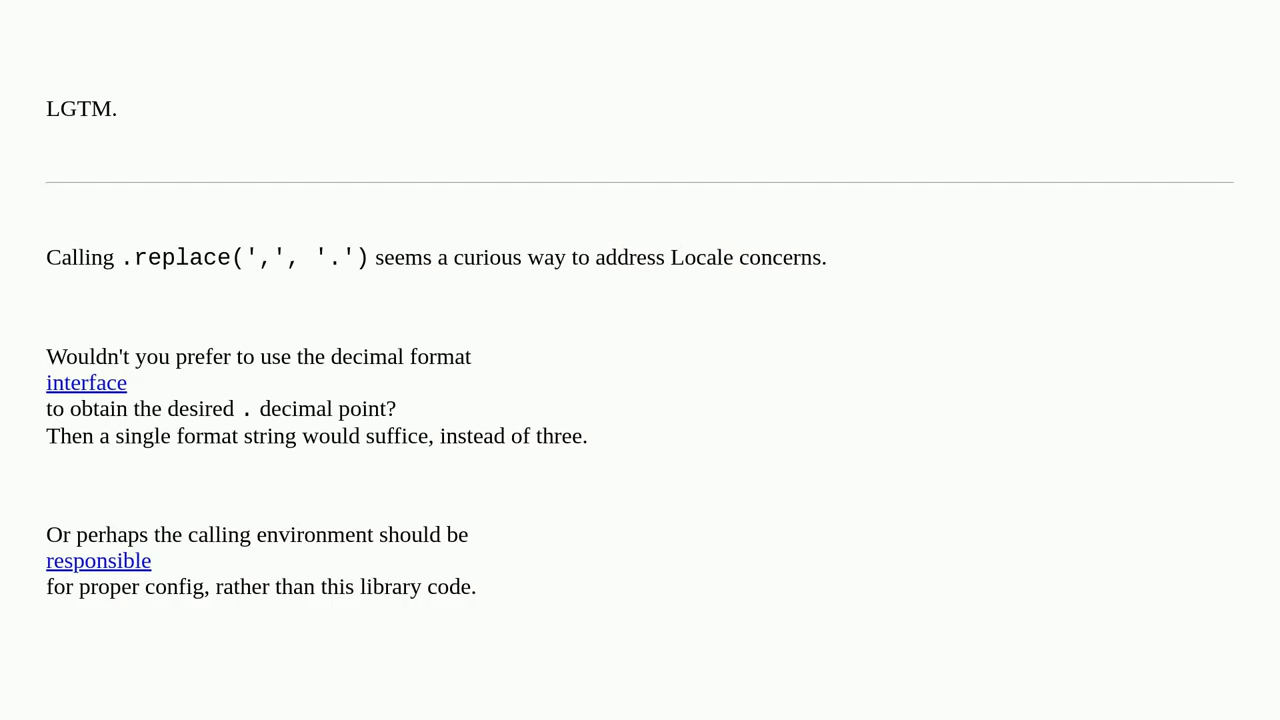 LGTM.
Calling .replace(',', '.') seems a curious way to address Locale concerns.
Wouldn't you prefer to use the decimal format
interface
to obtain the desired . decimal point?
Then a single format string would suffice, instead of three.
Or perhaps the calling environment should be
responsible
for proper config, rather than this library code.